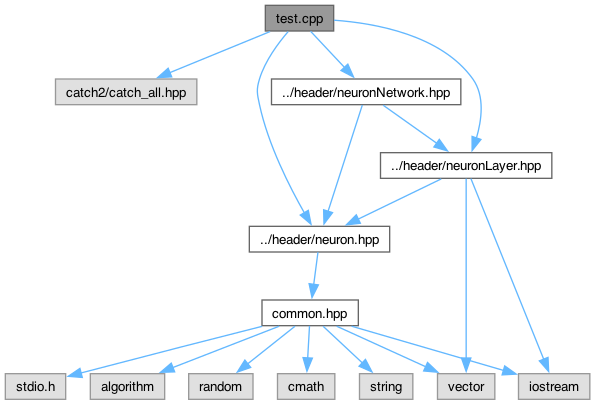 test.cpp
catch2/catch_all.hpp
../header/neuronNetwork.hpp
../header/neuronLayer.hpp
../header/neuron.hpp
common.hpp
stdio.h
algorithm
random
cmath
string
vector
iostream